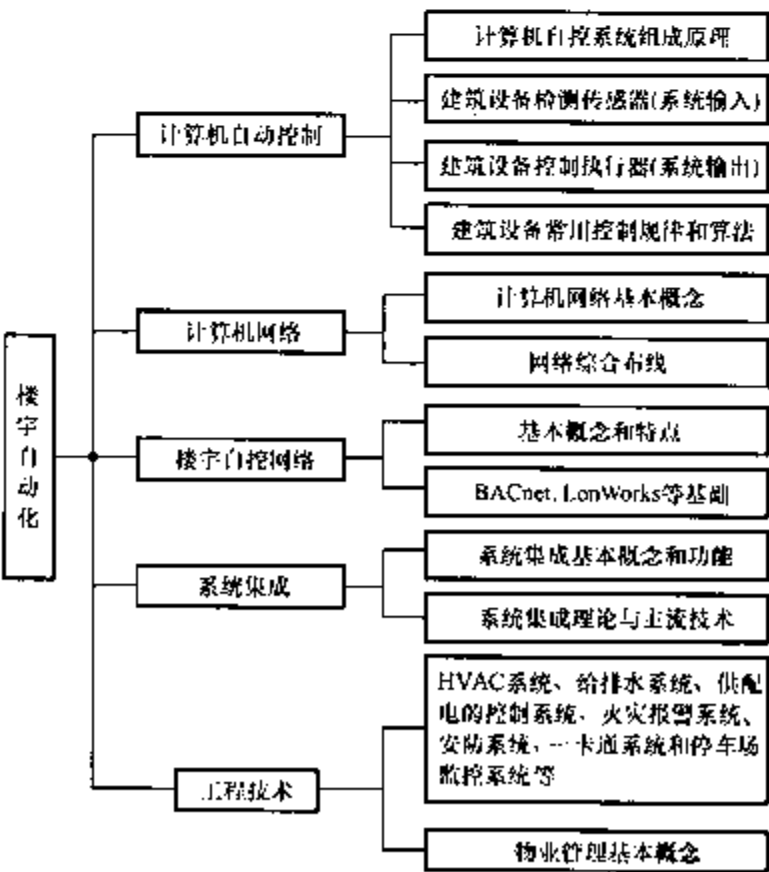 计算机自控系统组成原理
建筑设备检测传感器(系统输入)
计算机自动控制
建筑设备控制执行器(系统输出)
建筑设备常用控制规律和算法
计算机网络基本概念
计算机网络
网络综合布线
楼宇自动化
基本概念和特点
楼宇自控网络
BACnet, LonWorks等基础
系统集成基本概念和功能
系统集成
系统集成理论与主流技术
HVAC系统、给排水系统、供配
电的控制系统、火灾报警系统、
安防系统、一卡通系统和停车场
监控系统等
工程技术
物业管理基本概念